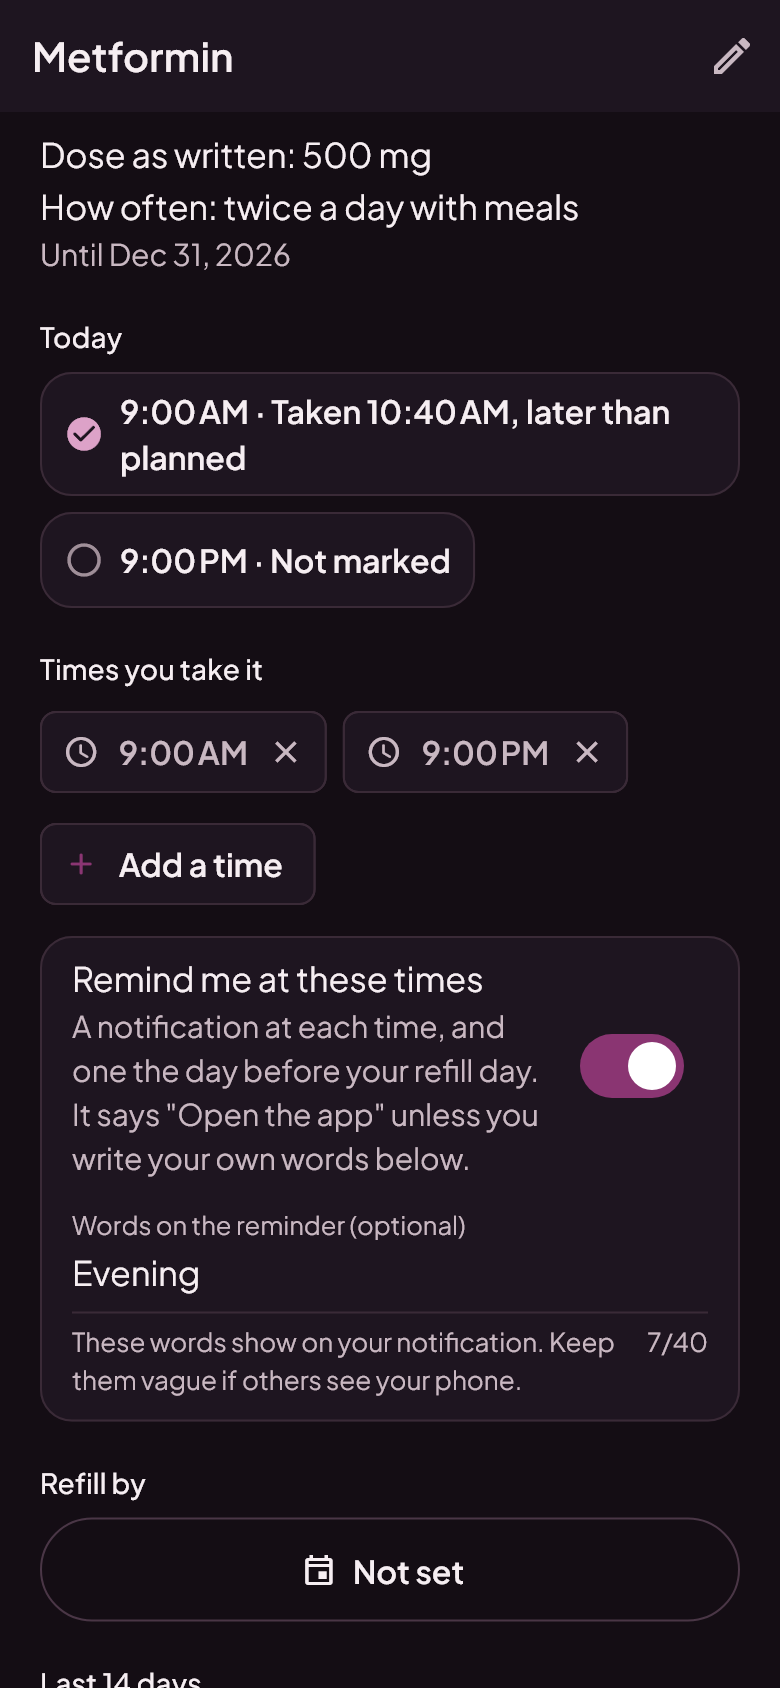 Metformin
Dose as written: 500 mg
How often: twice a day with meals
Until Dec 31, 2026
Today
9:00 AM · Taken 10:40 AM, later than
planned
9:00 PM · Not marked
Times you take it
9:00 AM
9:00 PM
Add a time
Remind me at these times
A notification at each time, and
one the day before your refill day.
It says "Open the app" unless you
write your own words below.
Words on the reminder (optional)
Evening
These words show on your notification. Keep 7/40
them vague if others see your phone.
Refill by
Not set
Last 14 days